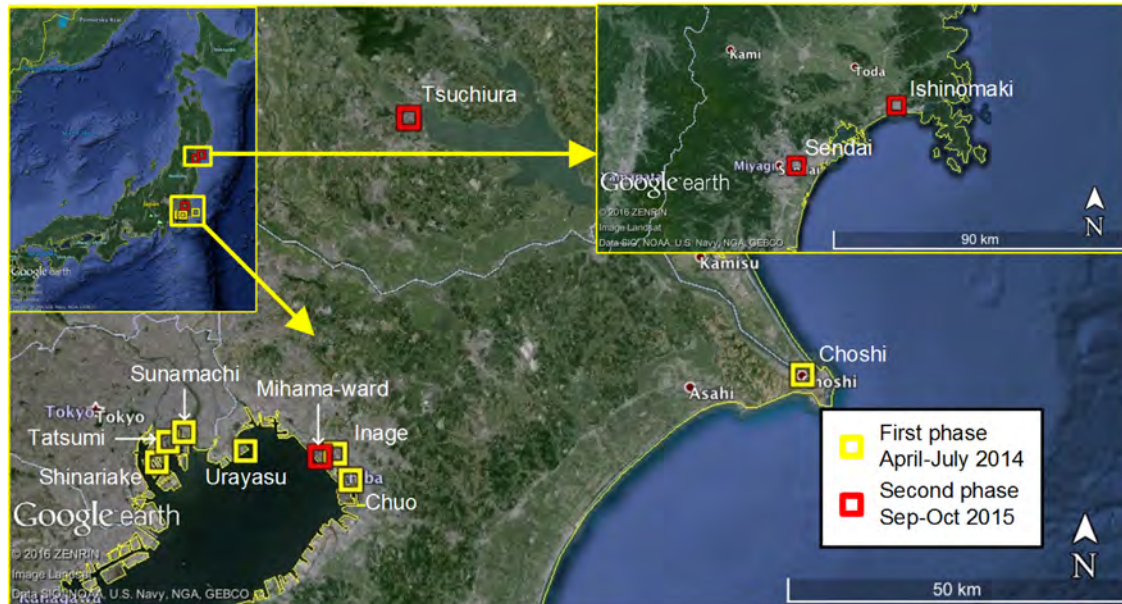 Google earth
Tsuchiura
Kami
Toda
Ishinomaki
Sendai
Miyagi
Google earth
© 2016 ZENRIN
Image Landsat
Data SIO, NOAA, U.S. Navy, NGA, GEBCO
N
90 km
Kamisu
Choshi
Asahi
Sunamachi
Mihama-ward
Tokyo
Tokyo
Tatsumi
Inage
Shinariake
Urayasu
Chuo
First phase
April-July 2014
Second phase
Sep-Oct 2015
Google earth
© 2016 ZENRIN
Image Landsat
Data SIO, NOAA, U.S. Navy, NGA, GEBCO
N
50 km